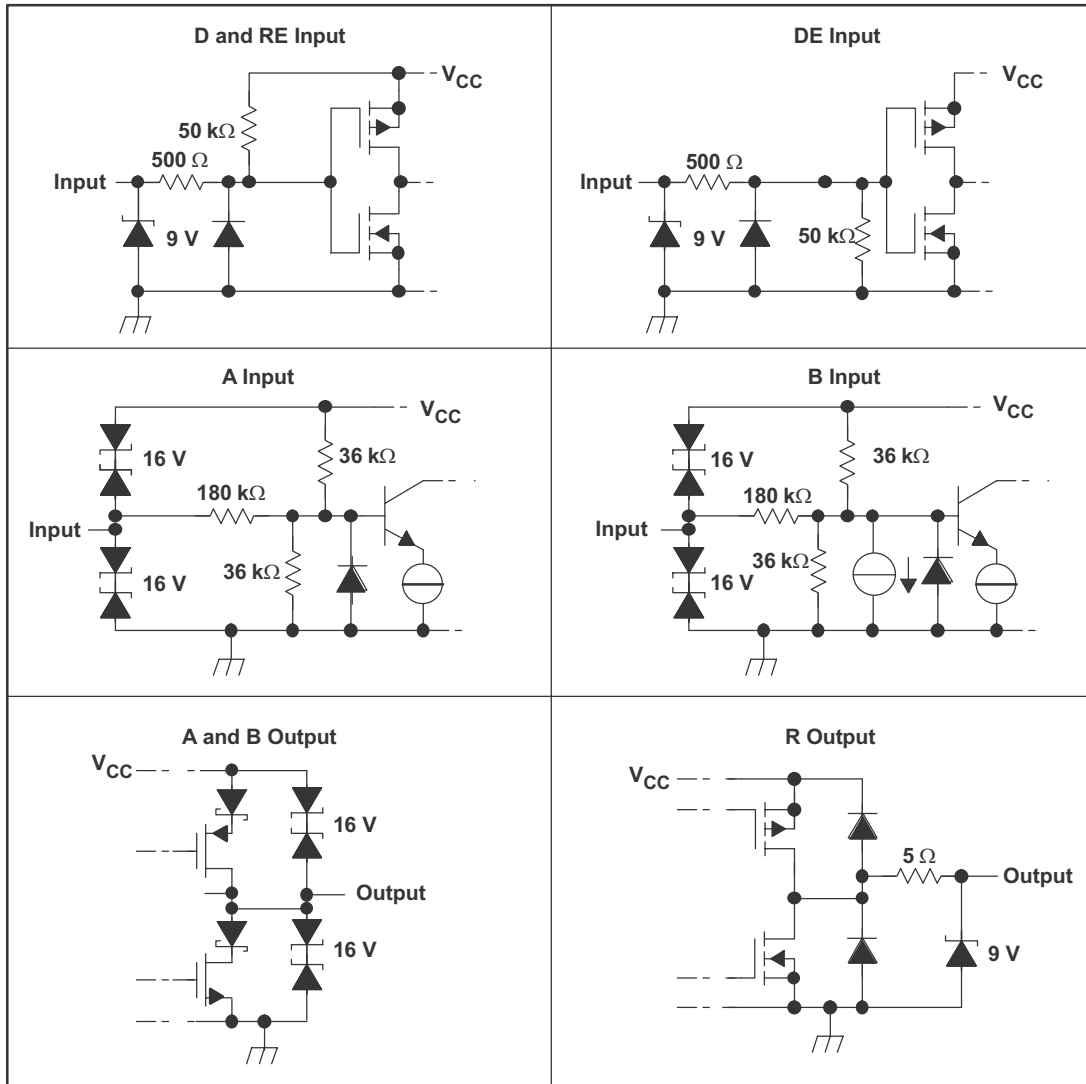 D and RE Input
V_CC
50 kΩ
500 Ω
Input
9 V
DE Input
V_CC
500 Ω
Input
9 V
50 kΩ
A Input
V_CC
16 V
36 kΩ
180 kΩ
Input
16 V
36 kΩ
B Input
V_CC
16 V
36 kΩ
180 kΩ
Input
16 V
36 kΩ
A and B Output
V_CC
16 V
Output
16 V
R Output
V_CC
5 Ω
Output
9 V